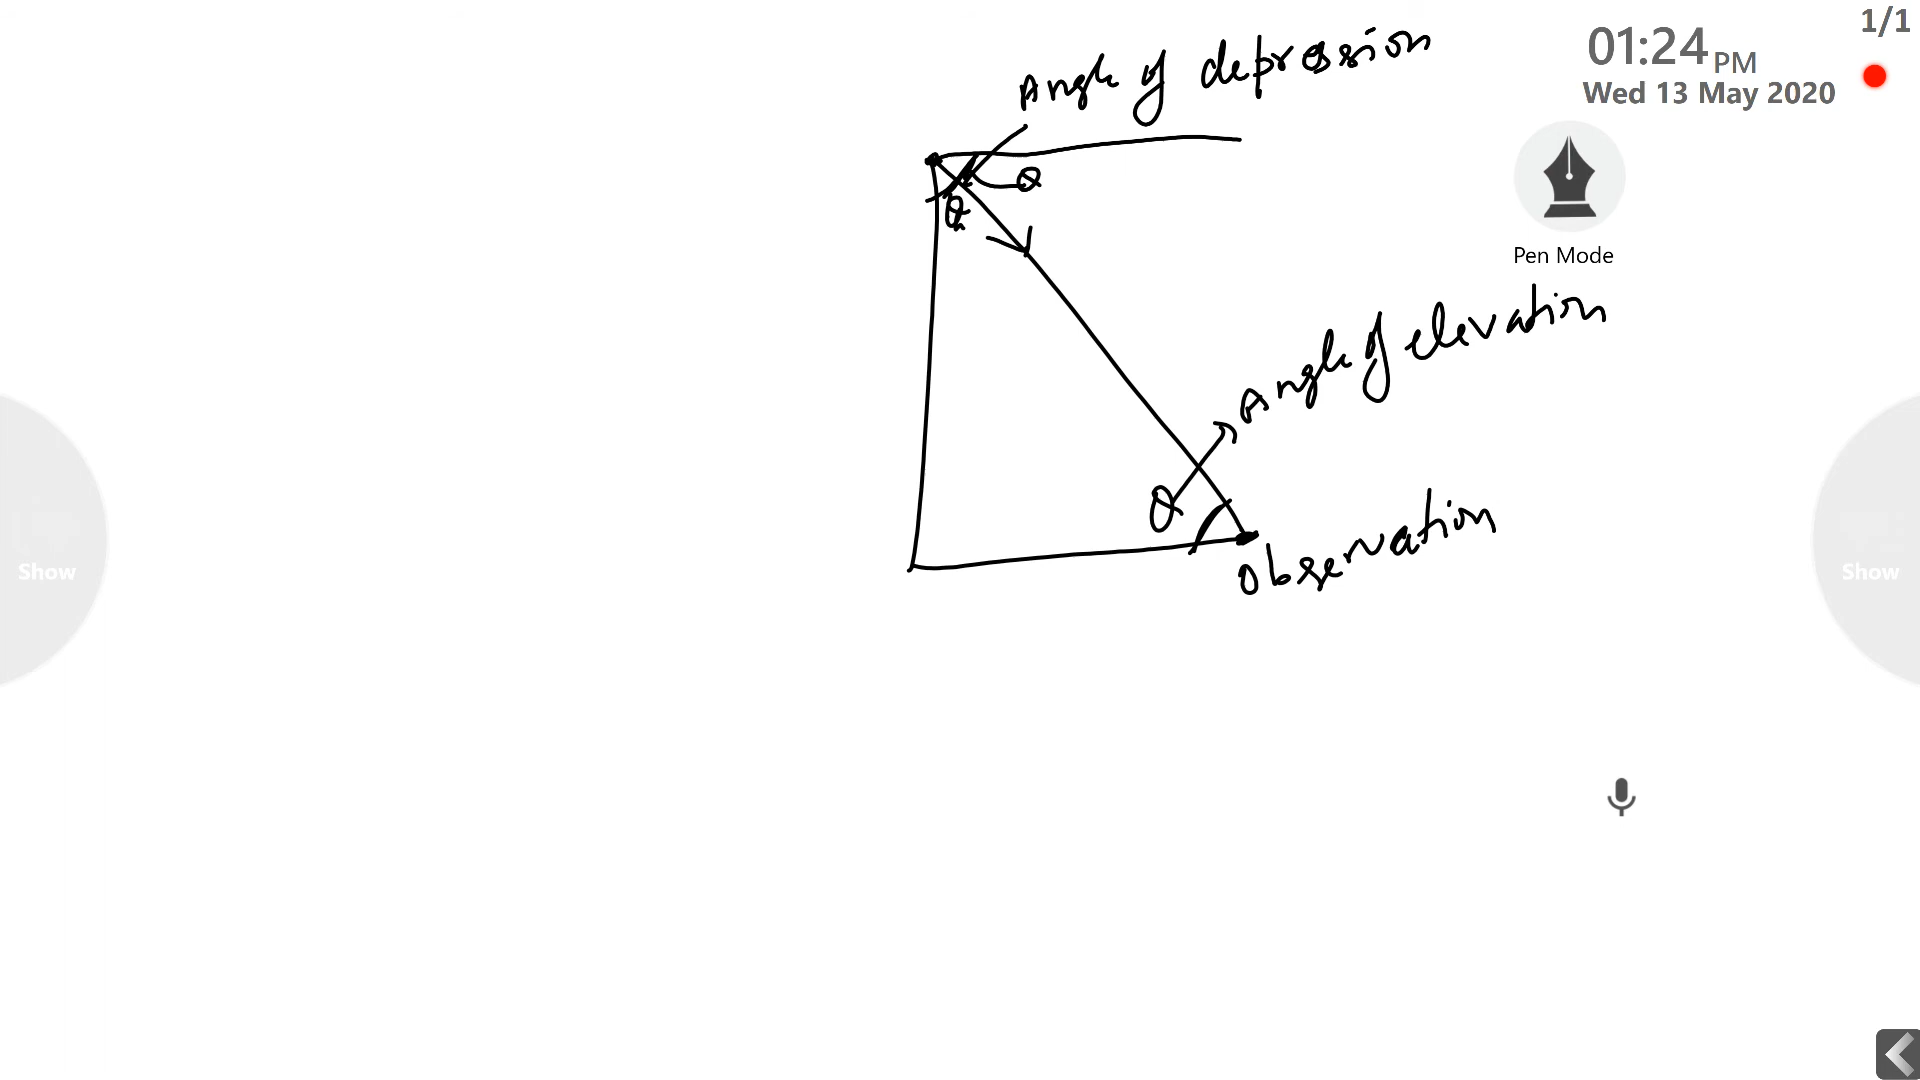 1/1
01:24 PM
Wed 13 May 2020
Angle of depression
θ
Pen Mode
Angle of elevation
θ
Observation
Show
Show